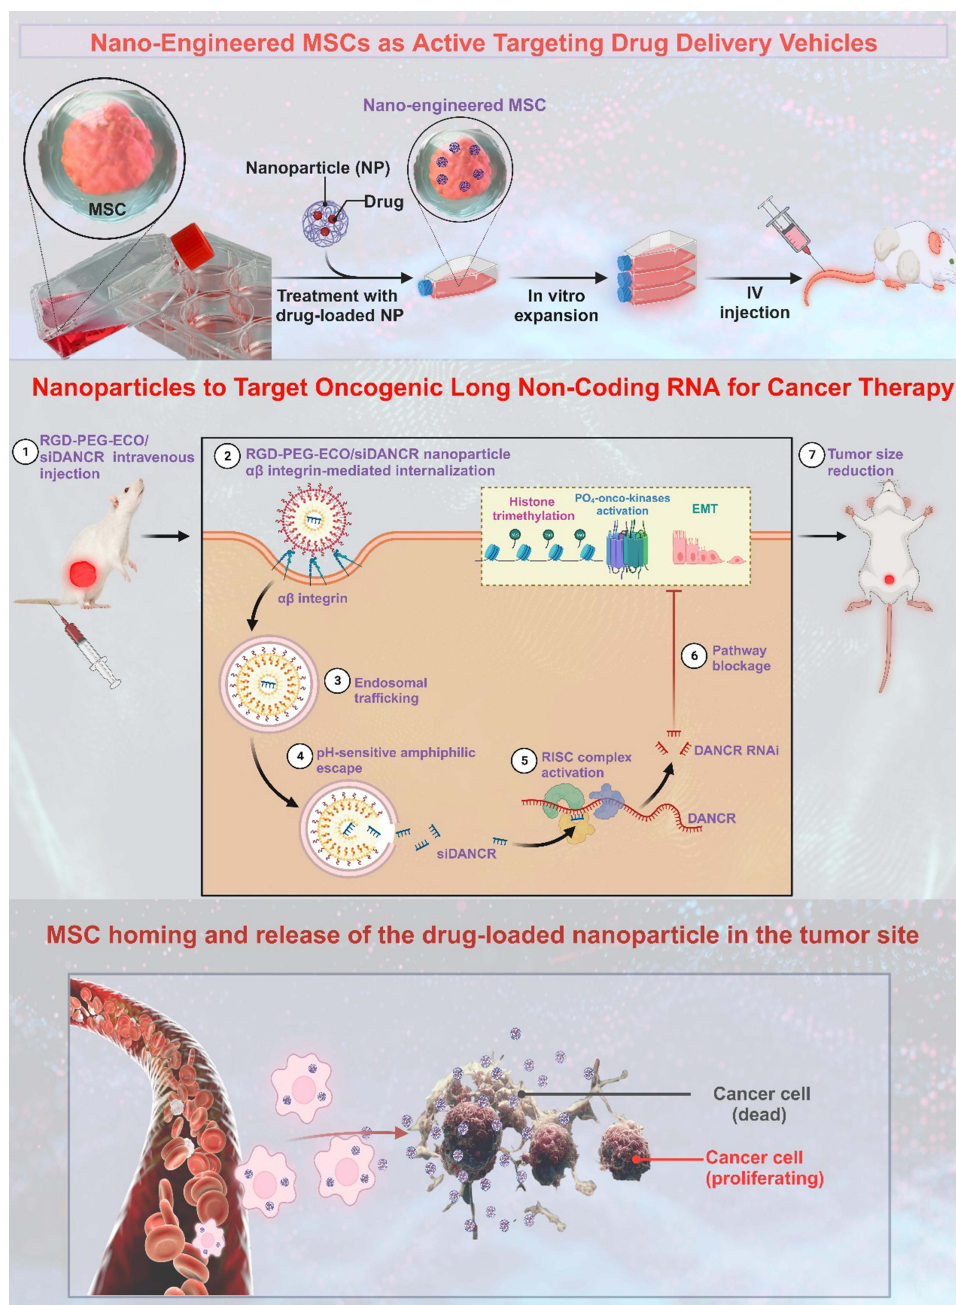 Nano-Engineered MSCs as Active Targeting Drug Delivery Vehicles
Nano-engineered MSC
Nanoparticle (NP)
Drug
MSC
Treatment with
drug-loaded NP
In vitro
expansion
IV
injection
Nanoparticles to Target Oncogenic Long Non-Coding RNA for Cancer Therapy
1
RGD-PEG-ECO/
siDANCR intravenous
injection
2
RGD-PEG-ECO/siDANCR nanoparticle
αβ integrin-mediated internalization
7
Tumor size
reduction
Histone
trimethylation
PO₄-onco-kinases
activation
EMT
αβ integrin
3
Endosomal
trafficking
6
Pathway
blockage
4
pH-sensitive amphiphilic
escape
5
RISC complex
activation
DANCR RNAi
DANCR
siDANCR
MSC homing and release of the drug-loaded nanoparticle in the tumor site
Cancer cell
(dead)
Cancer cell
(proliferating)